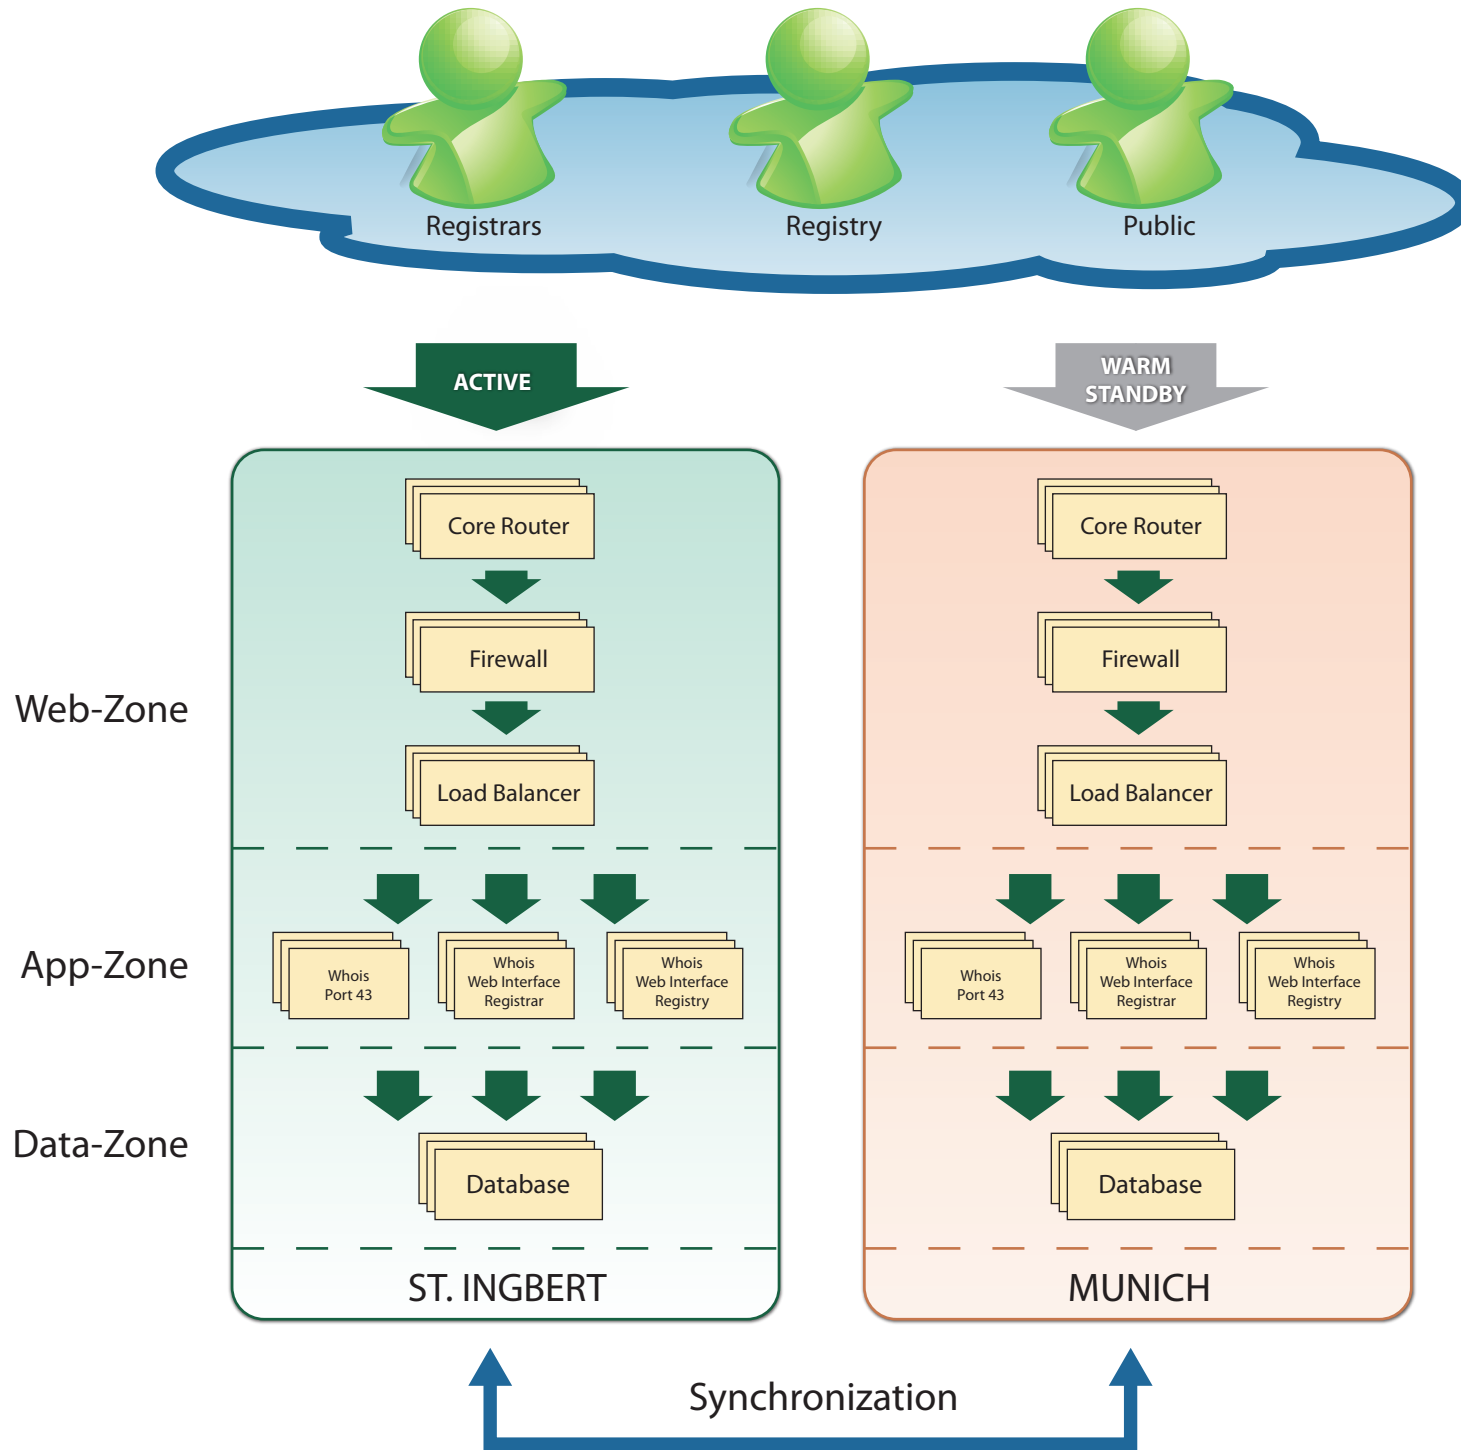 Registrars
Registry
Public
ACTIVE
WARM
STANDBY
Core Router
Core Router
Firewall
Firewall
Web-Zone
Load Balancer
Load Balancer
App-Zone
Whois
Port 43
Whois
Web Interface
Registrar
Whois
Web Interface
Registry
Whois
Port 43
Whois
Web Interface
Registrar
Whois
Web Interface
Registry
Data-Zone
Database
Database
ST. INGBERT
MUNICH
Synchronization